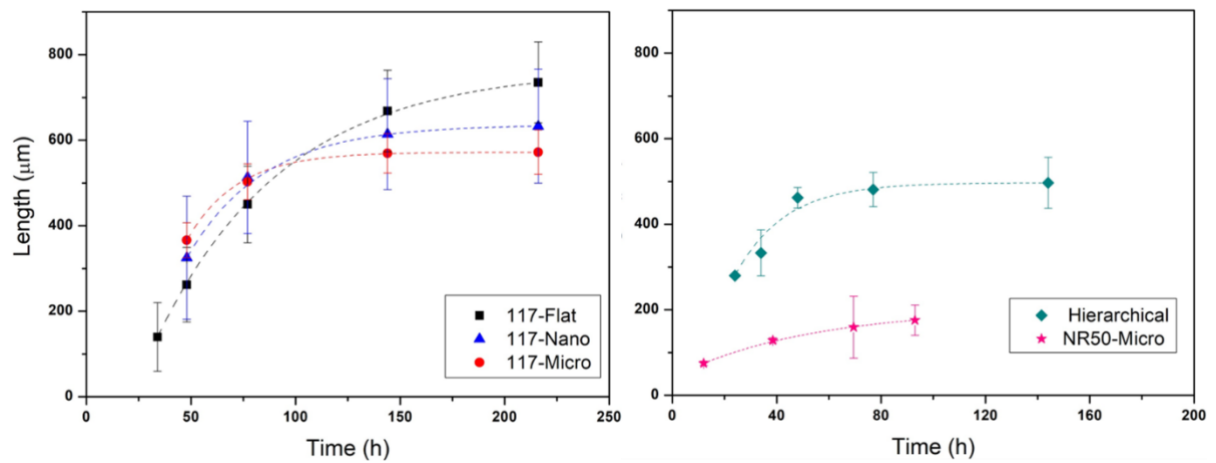 800
600
400
200
0
Length (µm)
0 50 100 150 200 250
Time (h)
117-Flat
117-Nano
117-Micro
800
600
400
200
0
0 40 80 120 160 200
Time (h)
Hierarchical
NR50-Micro